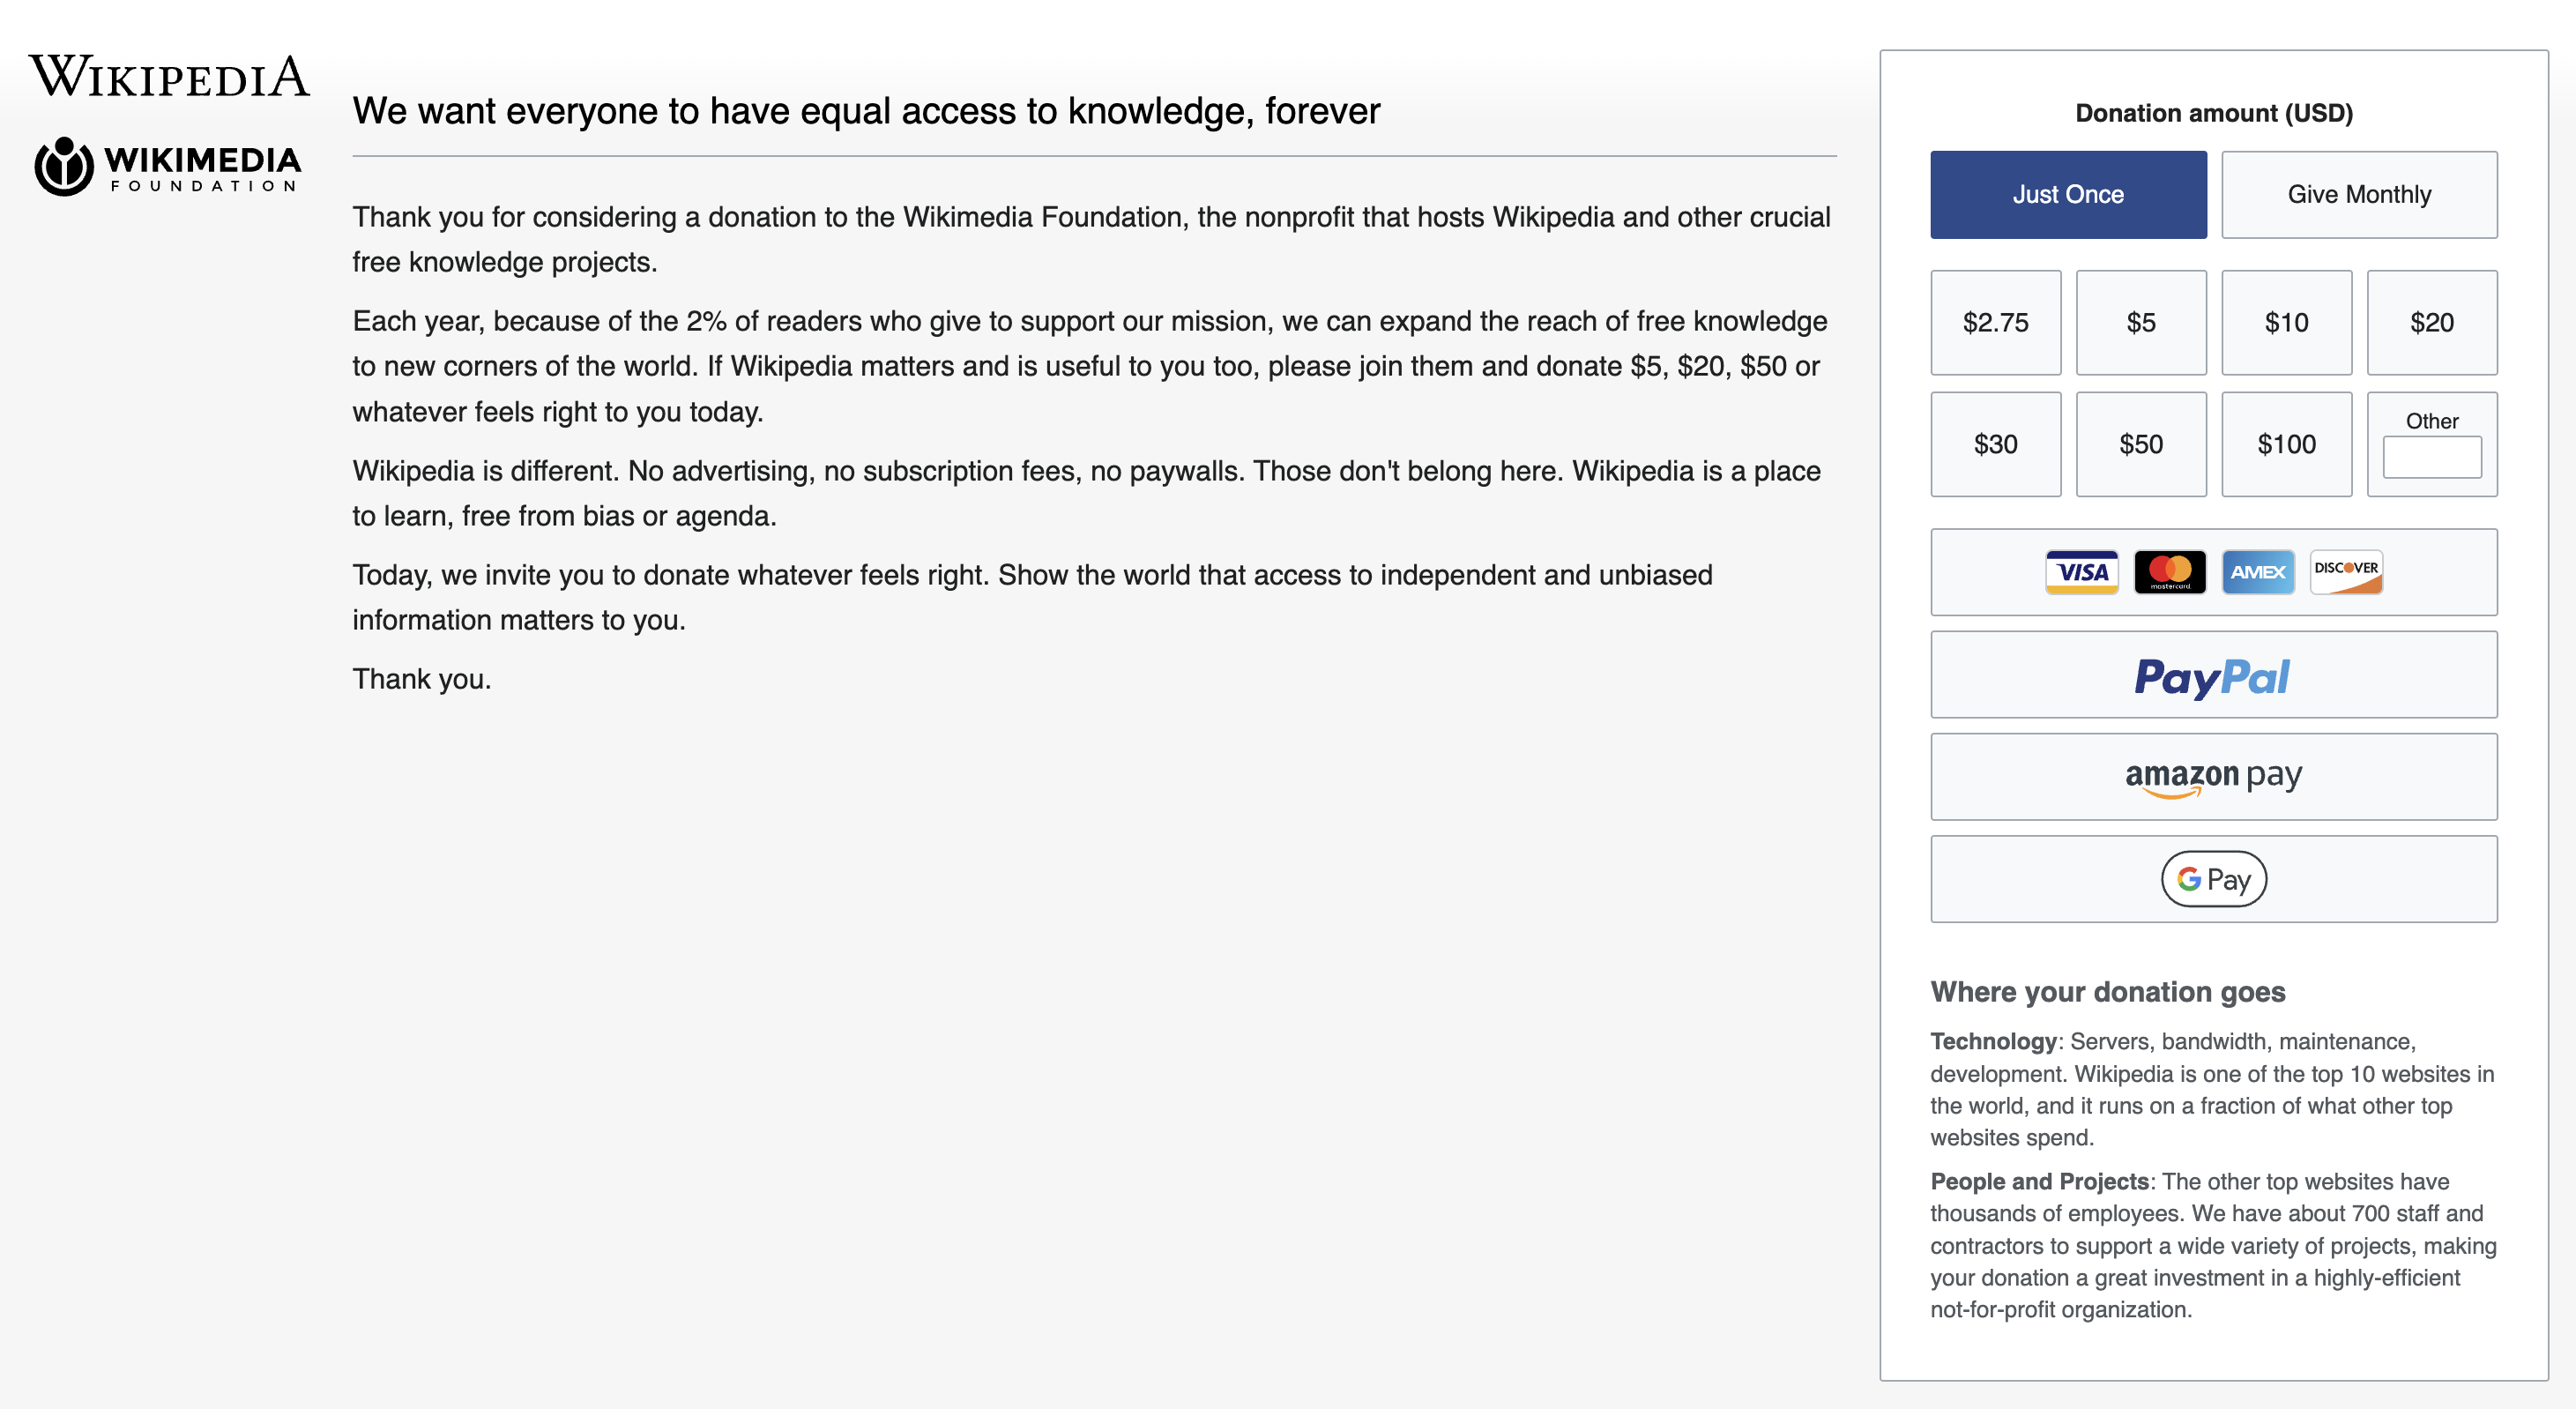 WIKIPEDIA
WIKIMEDIA
FOUNDATION
We want everyone to have equal access to knowledge, forever
Thank you for considering a donation to the Wikimedia Foundation, the nonprofit that hosts Wikipedia and other crucial
free knowledge projects.
Each year, because of the 2% of readers who give to support our mission, we can expand the reach of free knowledge
to new corners of the world. If Wikipedia matters and is useful to you too, please join them and donate $5, $20, $50 or
whatever feels right to you today.
Wikipedia is different. No advertising, no subscription fees, no paywalls. Those don't belong here. Wikipedia is a place
to learn, free from bias or agenda.
Today, we invite you to donate whatever feels right. Show the world that access to independent and unbiased
information matters to you.
Thank you.
Donation amount (USD)
Just Once Give Monthly
$2.75 $5 $10 $20
$30 $50 $100 Other
VISA mastercard. AMEX DISCOVER
PayPal
amazon pay
G Pay
Where your donation goes
Technology: Servers, bandwidth, maintenance,
development. Wikipedia is one of the top 10 websites in
the world, and it runs on a fraction of what other top
websites spend.
People and Projects: The other top websites have
thousands of employees. We have about 700 staff and
contractors to support a wide variety of projects, making
your donation a great investment in a highly-efficient
not-for-profit organization.